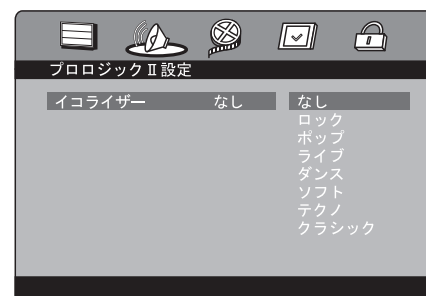 プロロジックⅡ設定
イコライザー なし なし
ロック
ポップ
ライブ
ダンス
ソフト
テクノ
クラシック